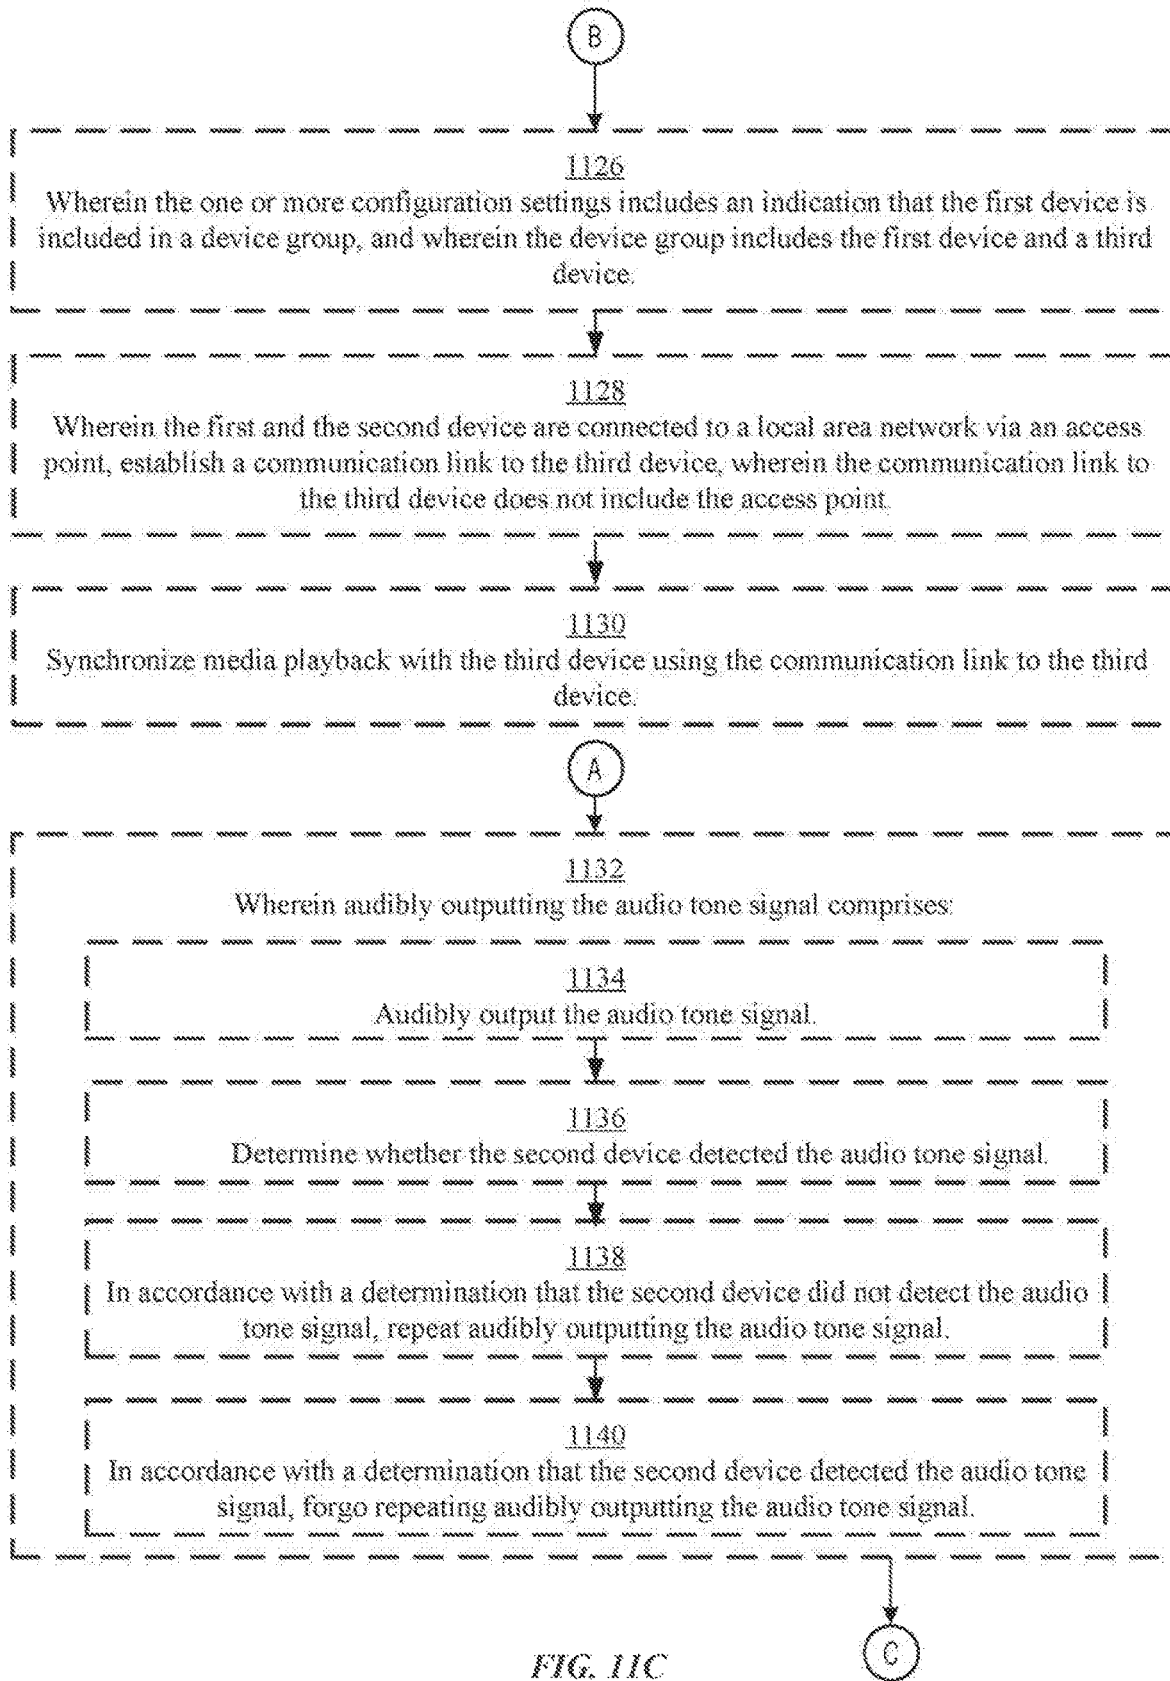 B
1126
Wherein the one or more configuration settings includes an indication that the first device is
included in a device group, and wherein the device group includes the first device and a third
device.
1128
Wherein the first and the second device are connected to a local area network via an access
point, establish a communication link to the third device, wherein the communication link to
the third device does not include the access point.
1130
Synchronize media playback with the third device using the communication link to the third
device.
A
1132
Wherein audibly outputting the audio tone signal comprises:
1134
Audibly output the audio tone signal.
1136
Determine whether the second device detected the audio tone signal.
1138
In accordance with a determination that the second device did not detect the audio
tone signal, repeat audibly outputting the audio tone signal.
1140
In accordance with a determination that the second device detected the audio tone
signal, forgo repeating audibly outputting the audio tone signal.
C
FIG. 11C